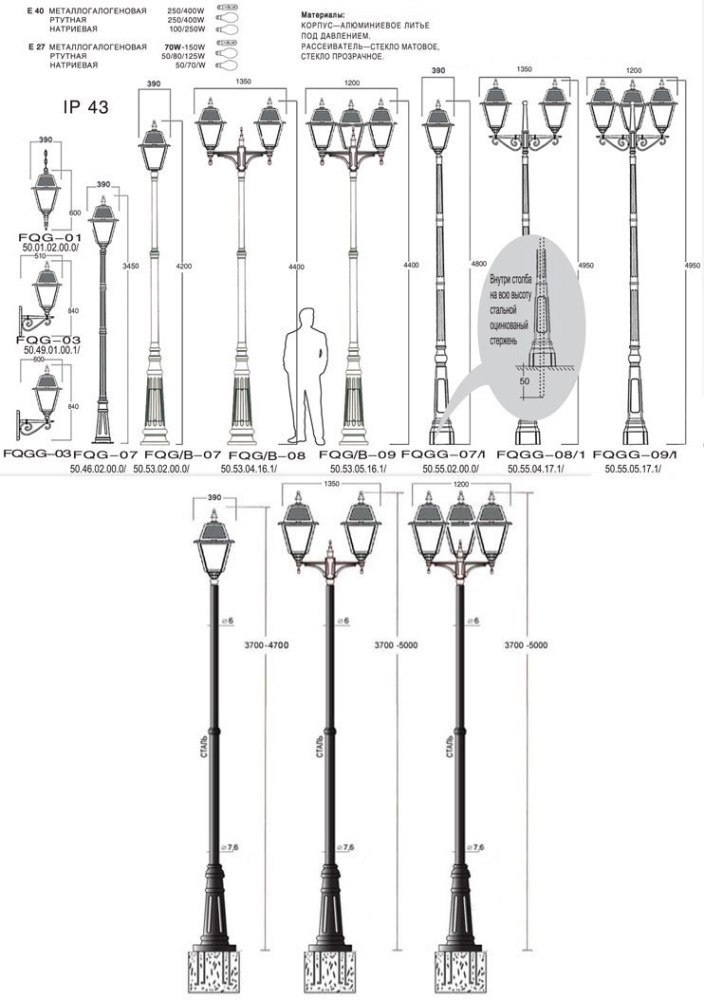 E 40 МЕТАЛЛОГАЛОГЕНОВАЯ 250/400W
РТУТНАЯ 250/400W
НАТРИЕВАЯ 100/250W
E 27 МЕТАЛЛОГАЛОГЕНОВАЯ 70W-150W
РТУТНАЯ 50/80/125W
НАТРИЕВАЯ 50/70/W
Материалы:
КОРПУС—АЛЮМИНИЕВОЕ ЛИТЬЕ
ПОД ДАВЛЕНИЕМ.
РАССЕИВАТЕЛЬ—СТЕКЛО МАТОВОЕ,
СТЕКЛО ПРОЗРАЧНОЕ.
IP 43
390
600
FQG-01
50.01.02.00.0/
510
840
FQG-03
50.49.01.00.1/
600
840
FQGG-03
390
3450
FQG-07
50.46.02.00.0/
390
4200
FQG/B-07
50.53.02.00.0/
1350
4400
FQG/B-08
50.53.04.16.1/
1200
4400
FQG/B-09
50.53.05.16.1/
390
4800
FQGG-07/1
50.55.02.00.0/
1350
4950
FQGG-08/1
50.55.04.17.1/
1200
4950
FQGG-09/1
50.55.05.17.1/
Внутри столба
на всю высоту
стальной
оцинкованый
стержень
50
390
⌀6
3700-4700
СТАЛЬ
⌀7,6
1350
⌀6
3700-5000
СТАЛЬ
⌀7,6
1200
⌀6
3700-5000
СТАЛЬ
⌀7,6